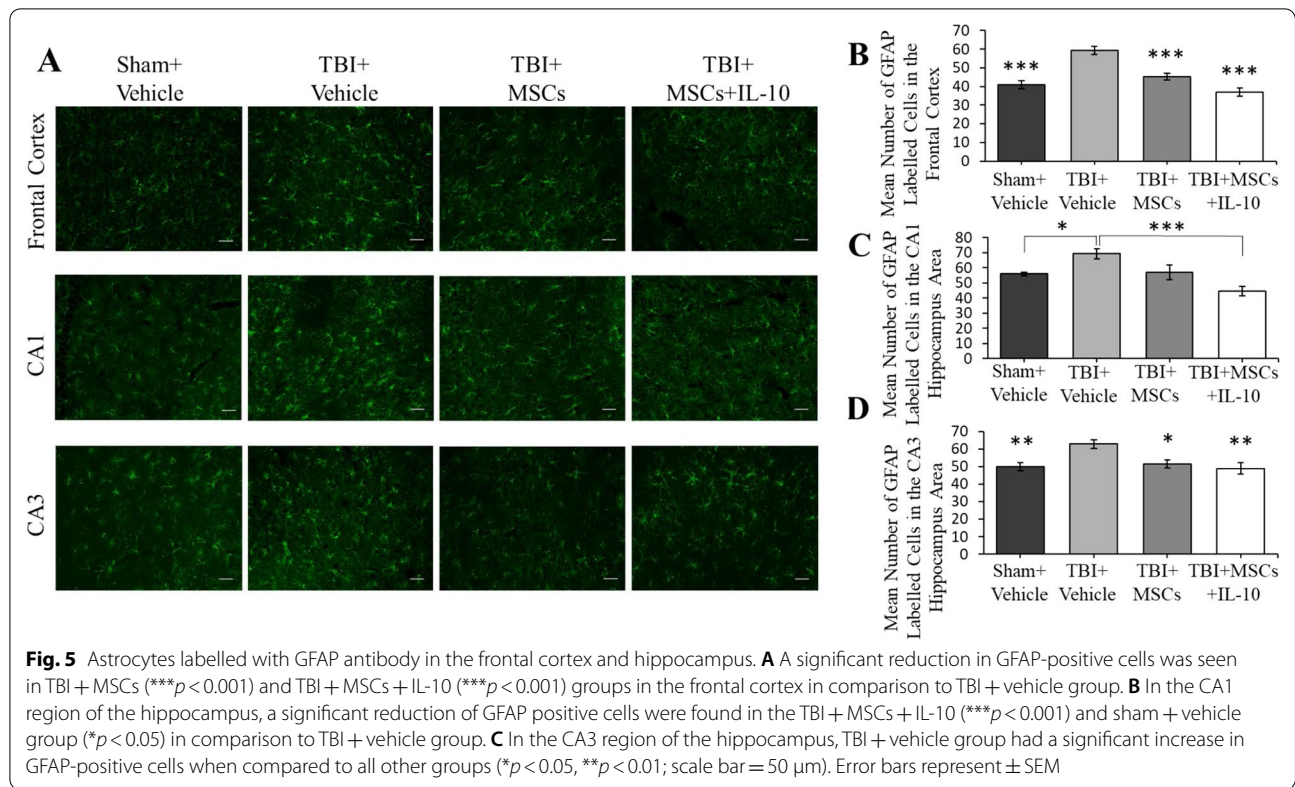 A
Sham+
Vehicle
TBI+
Vehicle
TBI+
MSCs
TBI+
MSCs+IL-10
Frontal Cortex
CA1
CA3
B
Mean Number of GFAP
Labelled Cells in the
Frontal Cortex
70
60
50
40
30
20
10
0
***
***
***
Sham+
Vehicle
TBI+
Vehicle
TBI+
MSCs
TBI+MSCs
+IL-10
C
Mean Number of GFAP
Labelled Cells in the CA1
Hippocampus Area
80
70
60
50
40
30
20
10
0
*
***
Sham+
Vehicle
TBI+
Vehicle
TBI+
MSCs
TBI+MSCs
+IL-10
D
Mean Number of GFAP
Labelled Cells in the CA3
Hippocampus Area
70
60
50
40
30
20
10
0
**
*
**
Sham+
Vehicle
TBI+
Vehicle
TBI+
MSCs
TBI+MSCs
+IL-10
Fig. 5 Astrocytes labelled with GFAP antibody in the frontal cortex and hippocampus. A A significant reduction in GFAP-positive cells was seen
in TBI + MSCs (***p < 0.001) and TBI + MSCs + IL-10 (***p < 0.001) groups in the frontal cortex in comparison to TBI + vehicle group. B In the CA1
region of the hippocampus, a significant reduction of GFAP positive cells were found in the TBI + MSCs + IL-10 (***p < 0.001) and sham + vehicle
group (*p < 0.05) in comparison to TBI + vehicle group. C In the CA3 region of the hippocampus, TBI + vehicle group had a significant increase in
GFAP-positive cells when compared to all other groups (*p < 0.05, **p < 0.01; scale bar = 50 μm). Error bars represent ± SEM